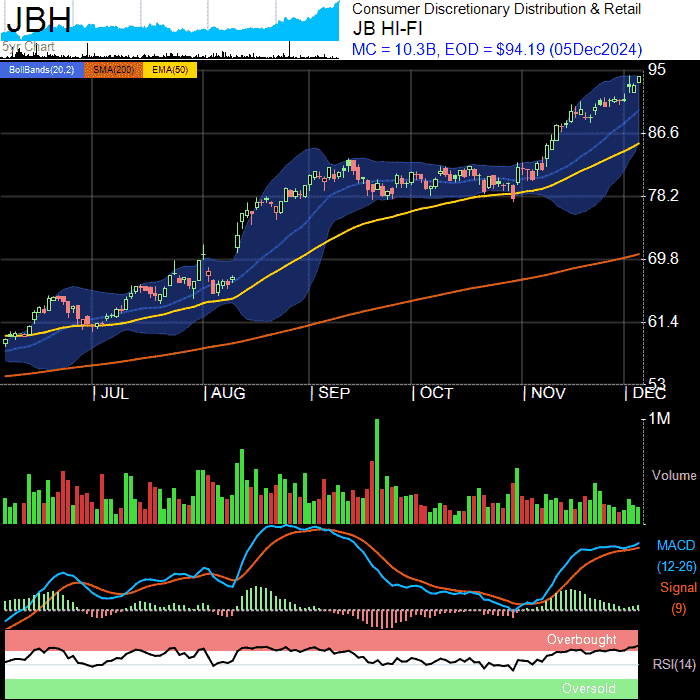 JBH
5yr Chart
Consumer Discretionary Distribution & Retail
JB HI-FI
MC = 10.3B, EOD = $94.19 (05Dec2024)
BollBands(20,2) SMA(200) EMA(50)
95
86.6
78.2
69.8
61.4
53
JUL AUG SEP OCT NOV DEC
1M
Volume
MACD
(12-26)
Signal
(9)
Overbought
RSI(14)
Oversold